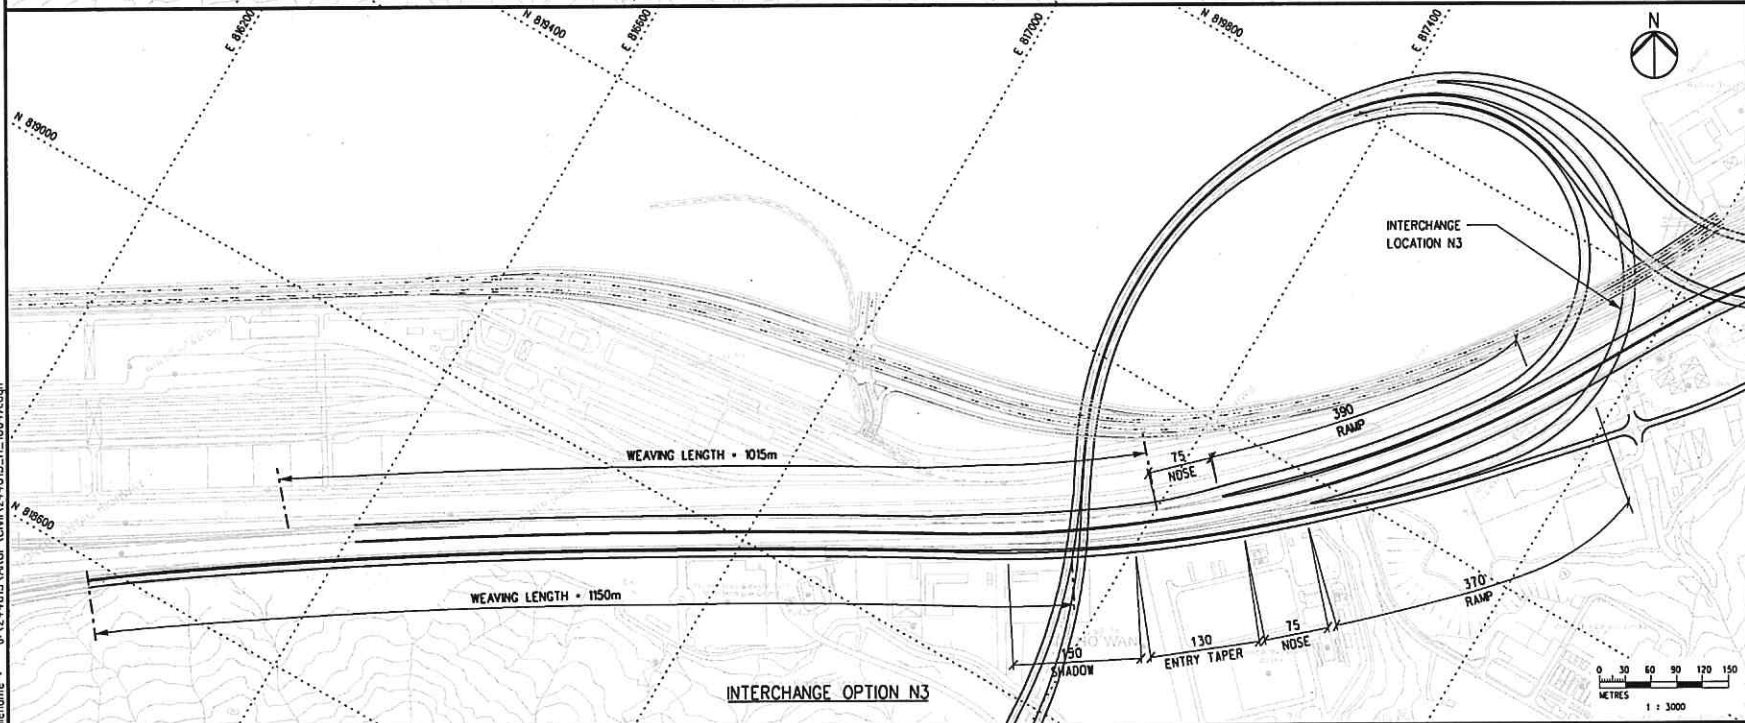 E 816200
N 819400
E 816600
E 817000
N 819800
E 817400
N
N 819000
INTERCHANGE
LOCATION N3
390
RAMP
WEAVING LENGTH = 1015m
75
NOSE
N 818600
WEAVING LENGTH = 1150m
370
RAMP
150
SHADOW
130
ENTRY TAPER
75
NOSE
INTERCHANGE OPTION N3
0 30 60 90 120 150
METRES
1 : 3000